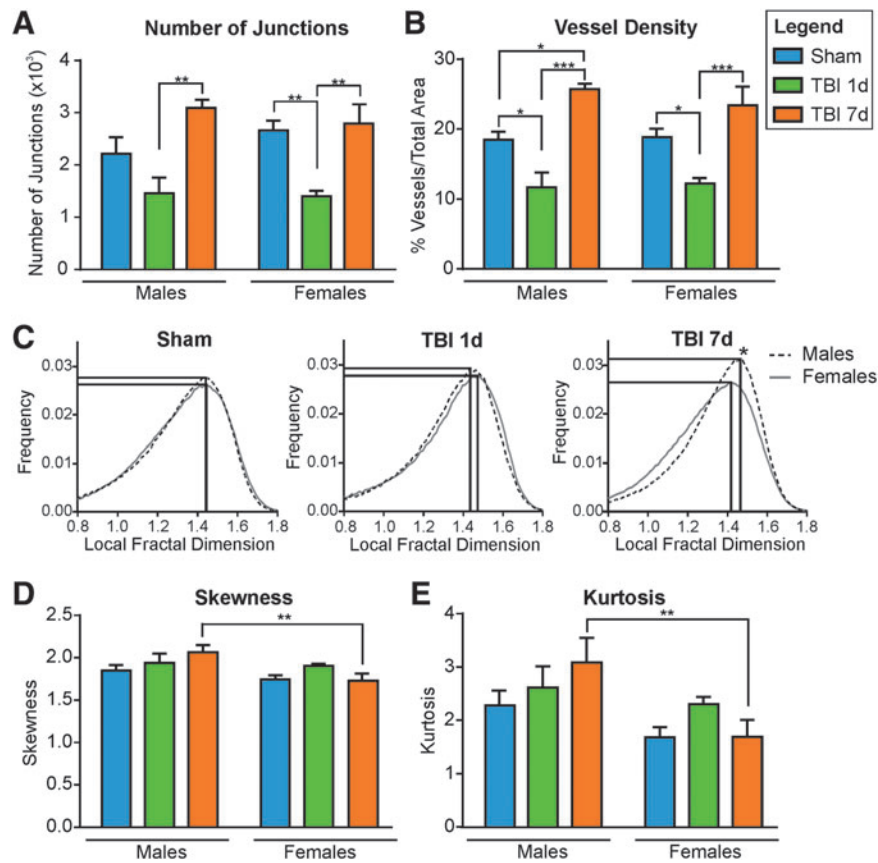 A
Number of Junctions
Number of Junctions (x10³)
4
3
2
1
0
**
**
**
Males
Females
B
Vessel Density
% Vessels/Total Area
30
20
10
0
*
***
*
***
*
Males
Females
Legend
Sham
TBI 1d
TBI 7d
C
Sham
Frequency
0.03
0.02
0.01
0.00
0.8 1.0 1.2 1.4 1.6 1.8
Local Fractal Dimension
TBI 1d
Frequency
0.03
0.02
0.01
0.00
0.8 1.0 1.2 1.4 1.6 1.8
Local Fractal Dimension
TBI 7d
Frequency
0.03
0.02
0.01
0.00
*
0.8 1.0 1.2 1.4 1.6 1.8
Local Fractal Dimension
Males
Females
D
Skewness
Skewness
2.5
2.0
1.5
1.0
0.5
0.0
**
Males
Females
E
Kurtosis
Kurtosis
4
3
2
1
0
**
Males
Females